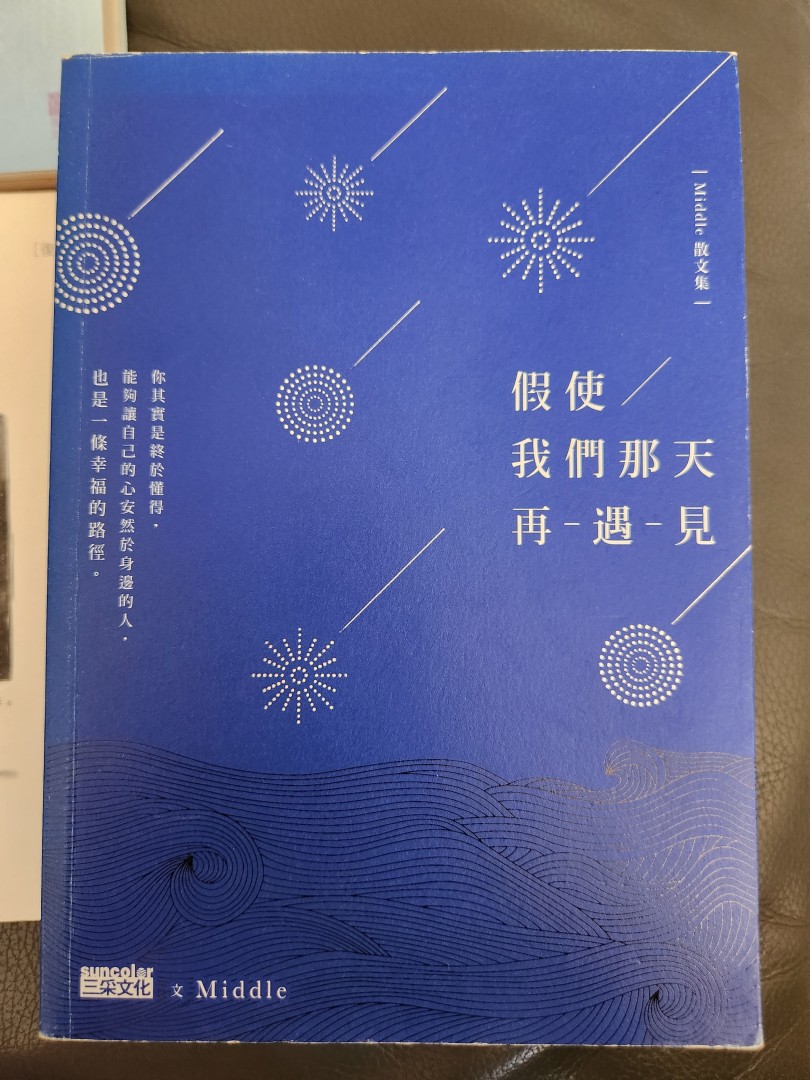 | Middle 散文集 |
假使／
我們那天
再－遇－見
你其實是終於懂得，
能夠讓自己的心安然於身邊的人，
也是一條幸福的路徑。
suncolor
三采文化
文 Middle